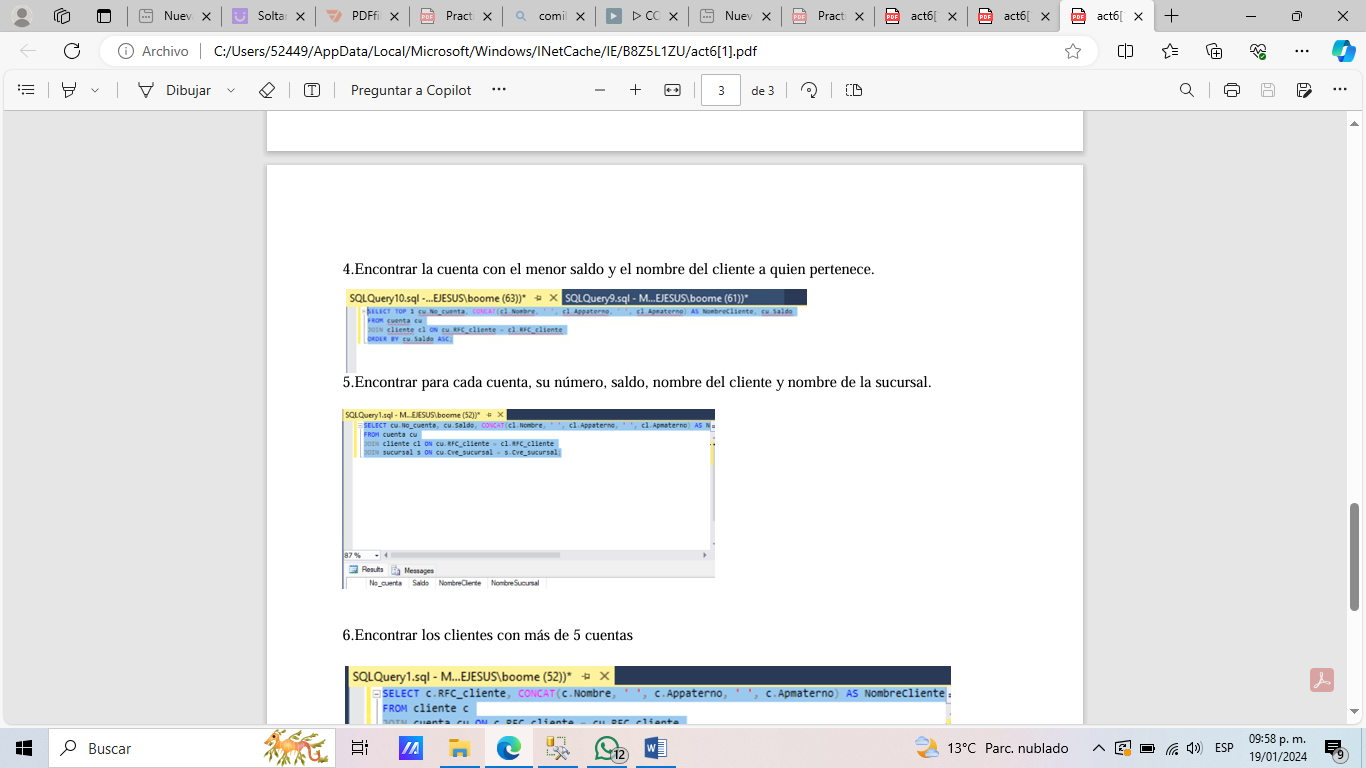 Nueva
Soltar
PDFfi
Pract
comil
CC
Nuev
Pract
act6[
act6[
act6[
Archivo
C:/Users/52449/AppData/Local/Microsoft/Windows/INetCache/IE/B8Z5L1ZU/act6[1].pdf
Dibujar
Preguntar a Copilot
3
de 3
4.Encontrar la cuenta con el menor saldo y el nombre del cliente a quien pertenece.
SQLQuery10.sql -...EJESUS\boome (63))* SQLQuery9.sql - M...EJESUS\boome (61))*
SELECT TOP 1 cu.No_cuenta, CONCAT(cl.Nombre, ' ', cl.Appaterno, ' ', cl.Apmaterno) AS NombreCliente, cu.Saldo
FROM cuenta cu
JOIN cliente cl ON cu.RFC_cliente = cl.RFC_cliente
ORDER BY cu.Saldo ASC;
5.Encontrar para cada cuenta, su número, saldo, nombre del cliente y nombre de la sucursal.
SQLQuery1.sql - M...EJESUS\boome (52))*
SELECT cu.No_cuenta, cu.Saldo, CONCAT(cl.Nombre, ' ', cl.Appaterno, ' ', cl.Apmaterno) AS N
FROM cuenta cu
JOIN cliente cl ON cu.RFC_cliente = cl.RFC_cliente
JOIN sucursal s ON cu.Cve_sucursal = s.Cve_sucursal;
87 %
Results Messages
No_cuenta Saldo NombreCliente NombreSucursal
6.Encontrar los clientes con más de 5 cuentas
SQLQuery1.sql - M...EJESUS\boome (52))*
SELECT c.RFC_cliente, CONCAT(c.Nombre, ' ', c.Appaterno, ' ', c.Apmaterno) AS NombreCliente
FROM cliente c
JOIN cuenta cu ON c.RFC_cliente = cu.RFC_cliente
Buscar
12
13°C Parc. nublado
ESP
09:58 p. m.
19/01/2024
9